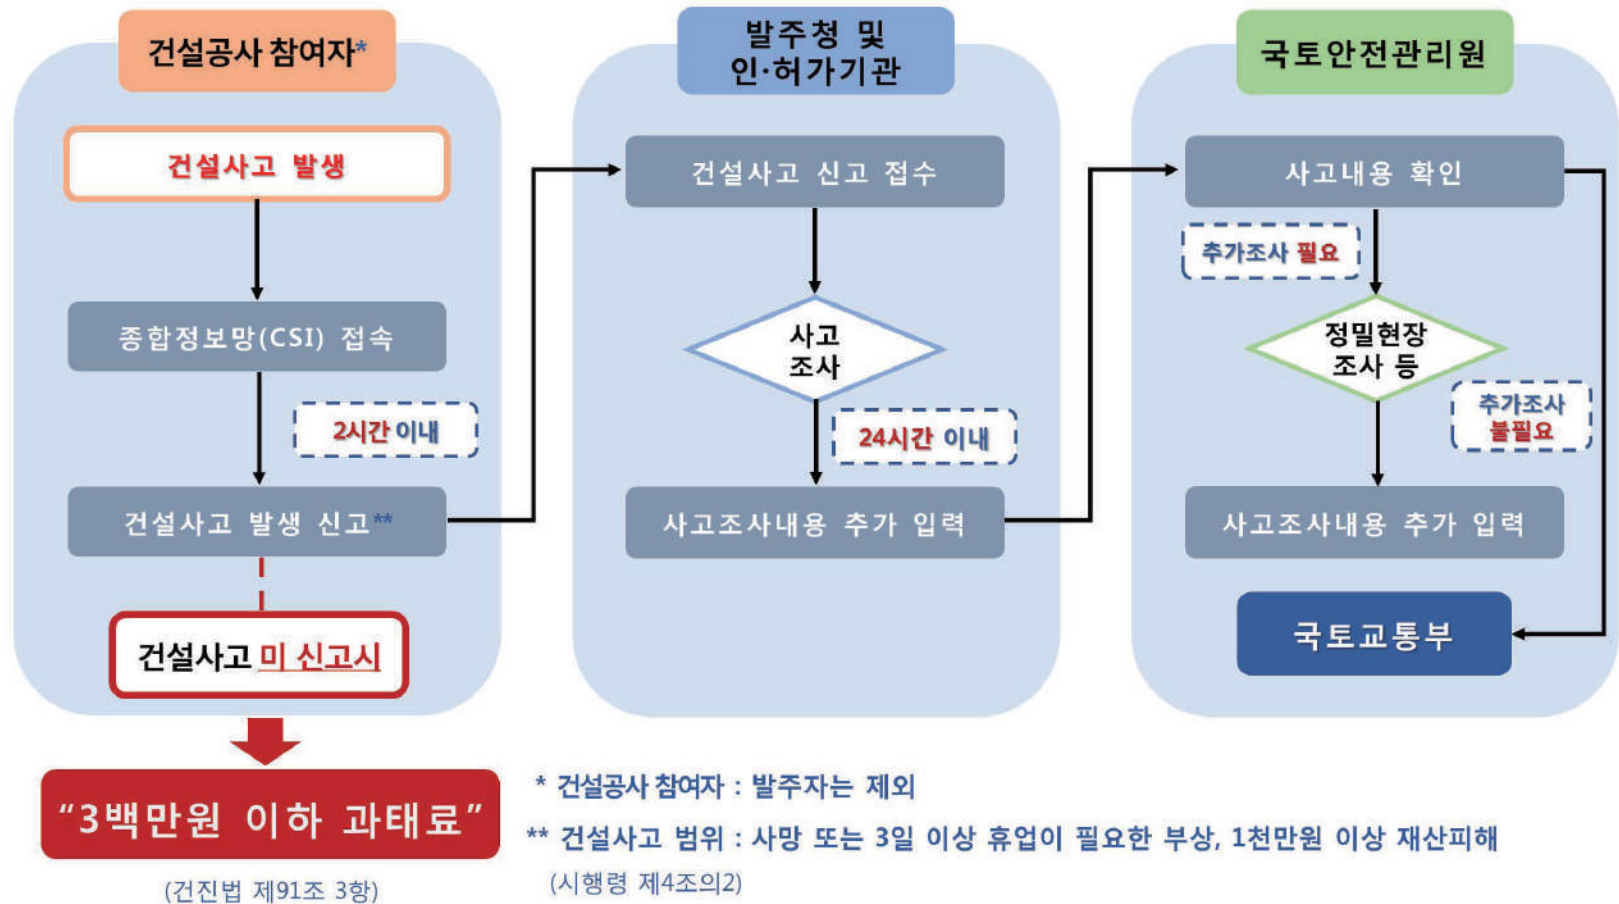 건설공사 참여자*
건설사고 발생
종합정보망(CSI) 접속
2시간 이내
건설사고 발생 신고**
건설사고 미 신고시
“3백만원 이하 과태료”
(건진법 제91조 3항)
발주청 및
인·허가기관
건설사고 신고 접수
사고
조사
24시간 이내
사고조사내용 추가 입력
국토안전관리원
사고내용 확인
추가조사 필요
정밀현장
조사 등
추가조사
불필요
사고조사내용 추가 입력
국토교통부
* 건설공사 참여자 : 발주자는 제외
** 건설사고 범위 : 사망 또는 3일 이상 휴업이 필요한 부상, 1천만원 이상 재산피해
(시행령 제4조의2)